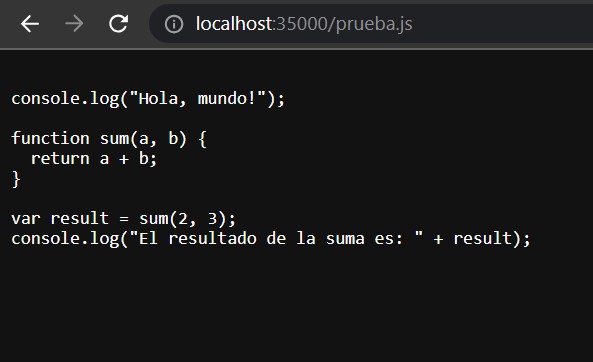 localhost:35000/prueba.js
console.log("Hola, mundo!");
function sum(a, b) {
  return a + b;
}
var result = sum(2, 3);
console.log("El resultado de la suma es: " + result);